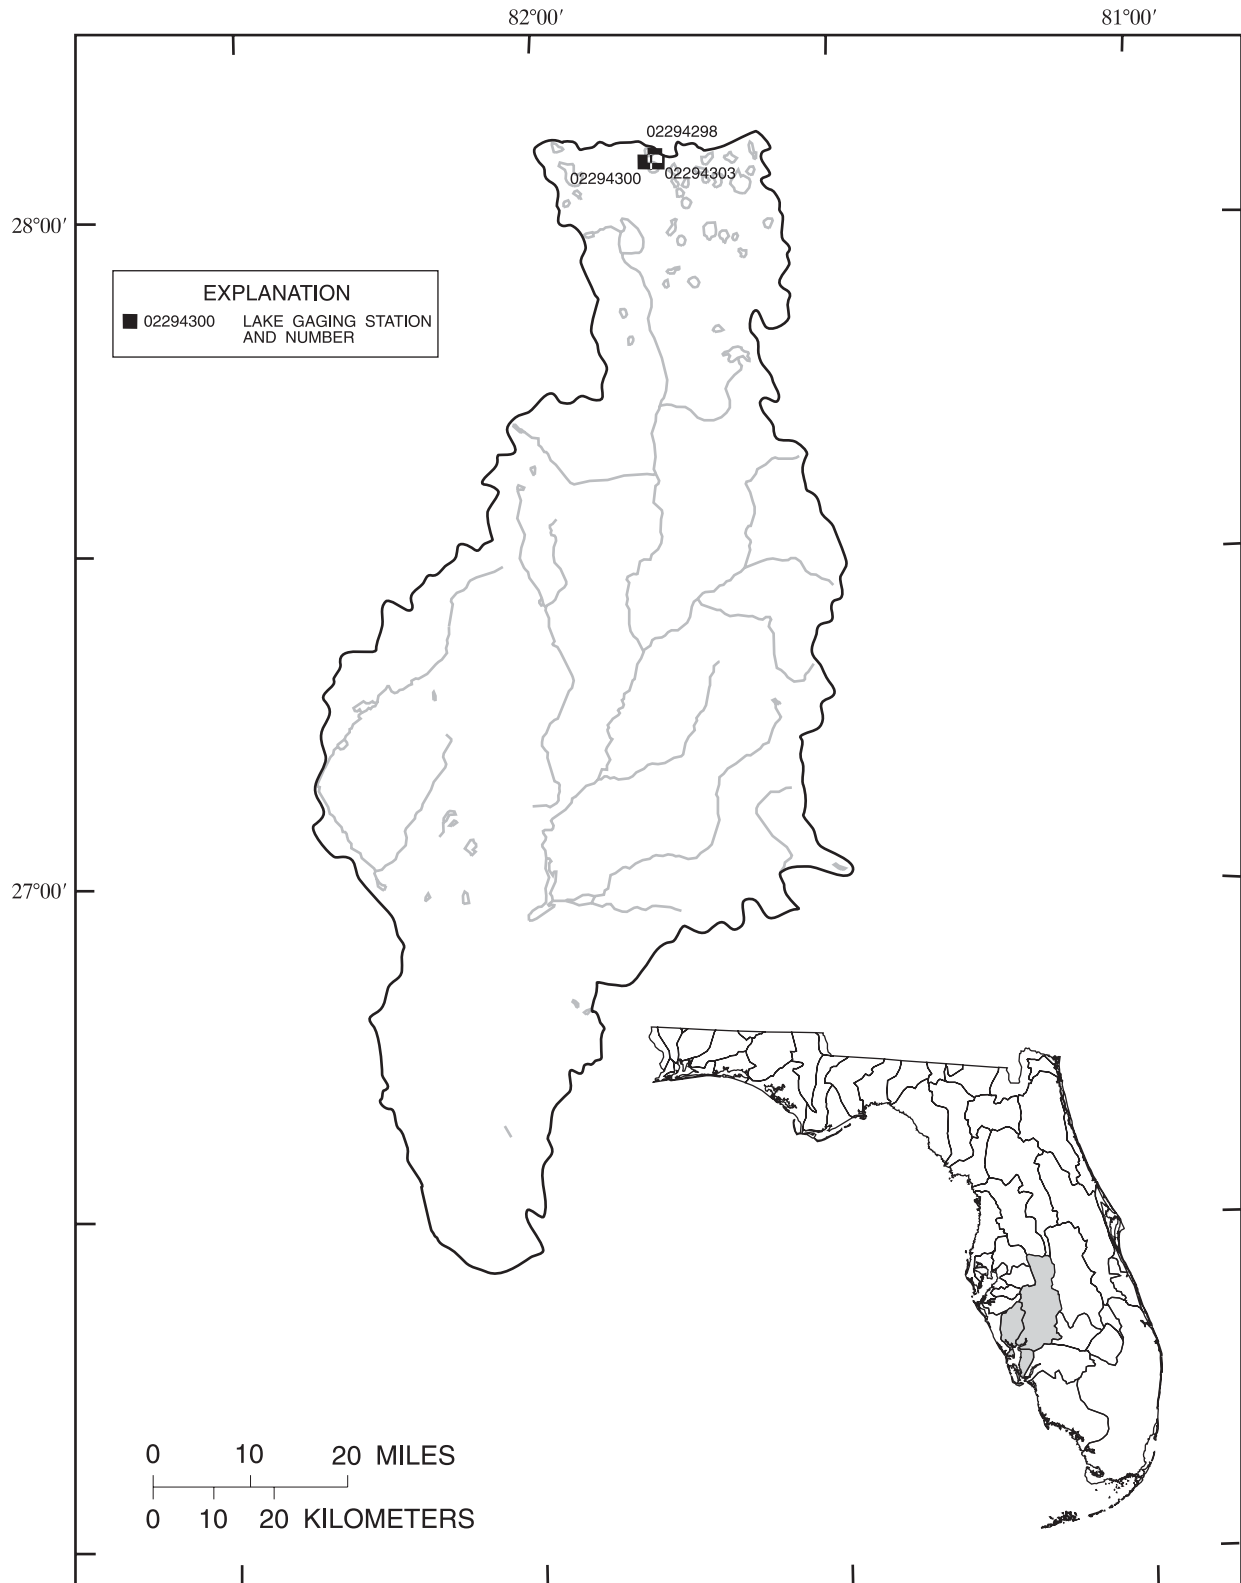 82°00′ 81°00′
02294298
02294300 02294303
28°00′
EXPLANATION
02294300 LAKE GAGING STATION
AND NUMBER
27°00′
0 10 20 MILES
0 10 20 KILOMETERS